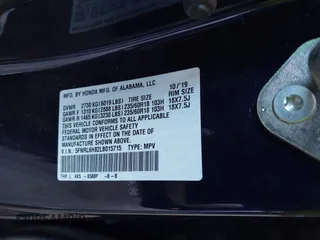 MFD. BY HONDA MFG. OF ALABAMA, LLC
10/19
GVWR 2730 KG(6019 LBS) TIRE SIZE RIM SIZE
GAWR F 1310 KG(2888 LBS) 235/60R18 103H 18X7.5J
GAWR R 1465 KG(3230 LBS) 235/60R18 103H 18X7.5J
THIS VEHICLE CONFORMS TO ALL APPLICABLE
FEDERAL MOTOR VEHICLE SAFETY
STANDARDS IN EFFECT ON THE DATE OF
MANUFACTURE SHOWN ABOVE.
V.I.N: 5FNRL6H82LB015715 TYPE: MPV